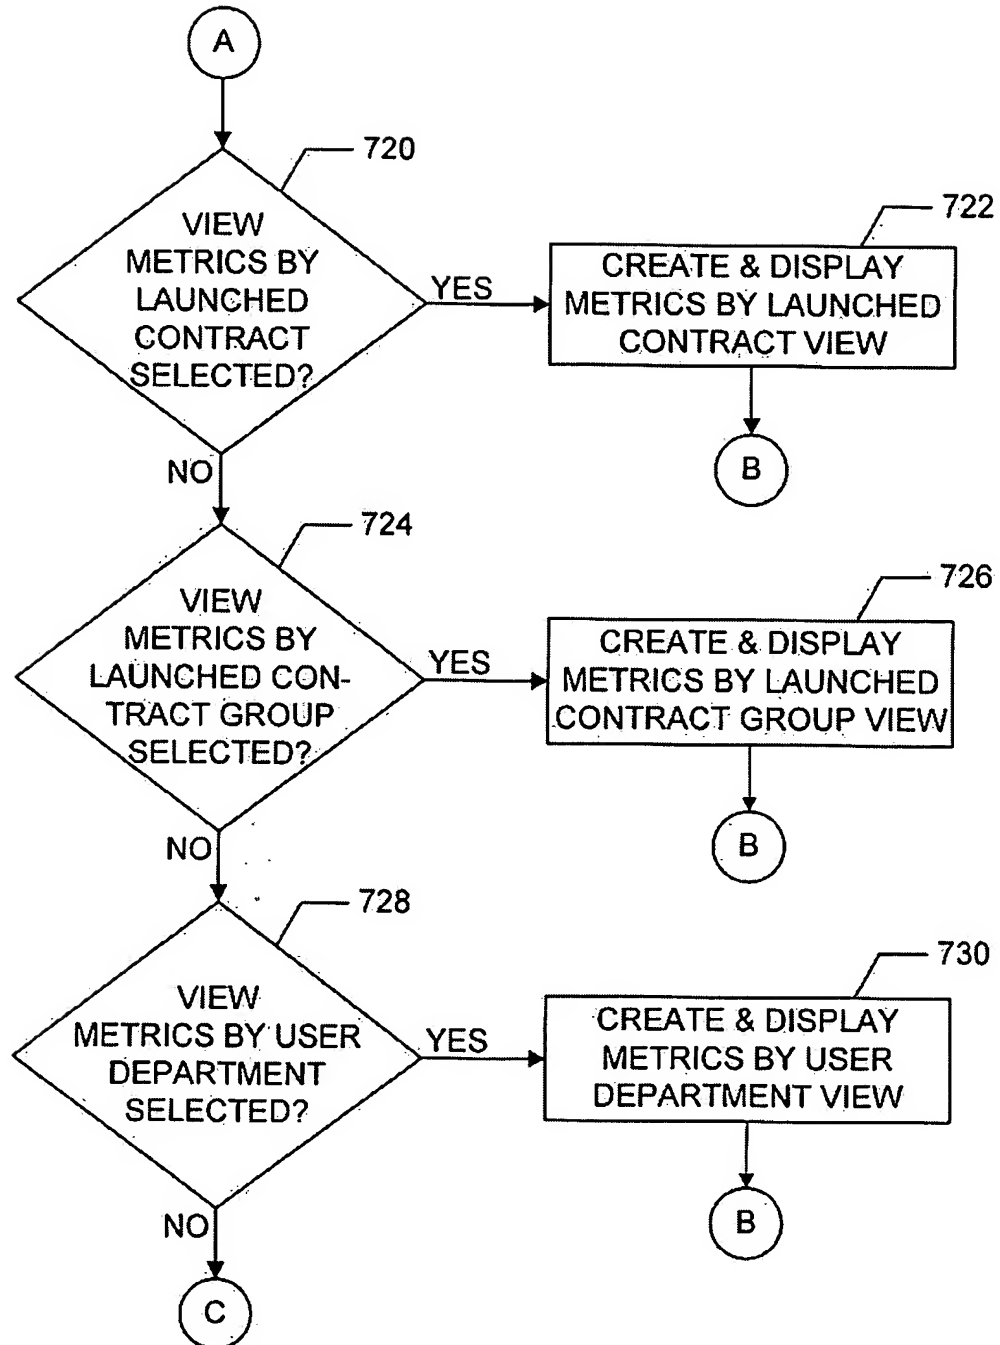 A
720
VIEW
METRICS BY
LAUNCHED
CONTRACT
SELECTED?
YES
722
CREATE & DISPLAY
METRICS BY LAUNCHED
CONTRACT VIEW
B
NO
724
VIEW
METRICS BY
LAUNCHED CON-
TRACT GROUP
SELECTED?
YES
726
CREATE & DISPLAY
METRICS BY LAUNCHED
CONTRACT GROUP VIEW
B
NO
728
VIEW
METRICS BY USER
DEPARTMENT
SELECTED?
YES
730
CREATE & DISPLAY
METRICS BY USER
DEPARTMENT VIEW
B
NO
C